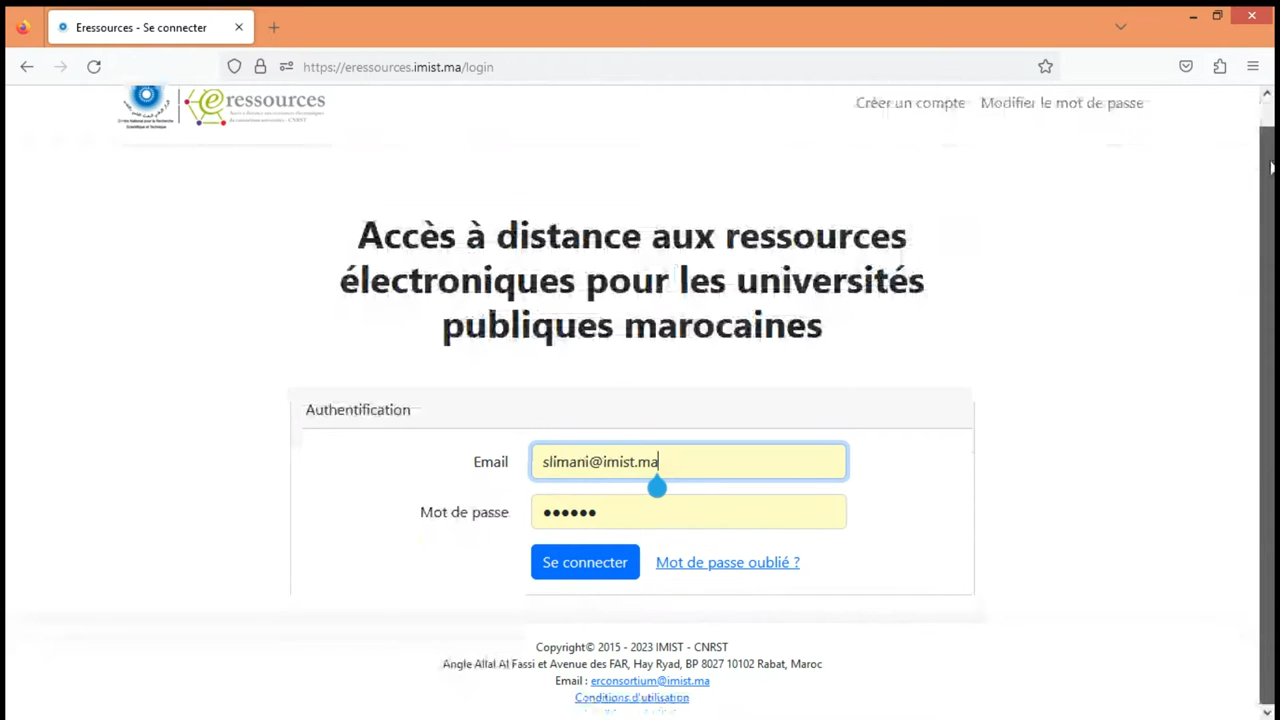 Eressources - Se connecter
https://eressources.imist.ma/login
eressources
Créer un compte
Modifier le mot de passe
Accès à distance aux ressources
électroniques pour les universités
publiques marocaines
Authentification
Email
slimani@imist.ma
Mot de passe
••••••
Se connecter
Mot de passe oublié ?
Copyright© 2015 - 2023 IMIST - CNRST
Angle Allal Al Fassi et Avenue des FAR, Hay Ryad, BP 8027 10102 Rabat, Maroc
Email : erconsortium@imist.ma
Conditions d'utilisation